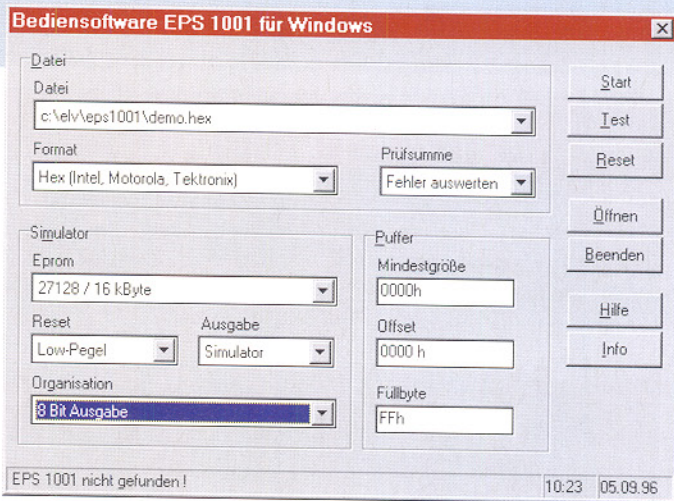 Bediensoftware EPS 1001 für Windows
Datei
Datei
c:\elv\eps1001\demo.hex
Format
Prüfsumme
Hex (Intel, Motorola, Tektronix)
Fehler auswerten
Simulator
Eprom
27128 / 16 kByte
Reset
Ausgabe
Low-Pegel
Simulator
Organisation
8 Bit Ausgabe
Puffer
Mindestgröße
0000h
Offset
0000 h
Füllbyte
FFh
Start
Test
Reset
Öffnen
Beenden
Hilfe
Info
EPS 1001 nicht gefunden !
10:23
05.09.96